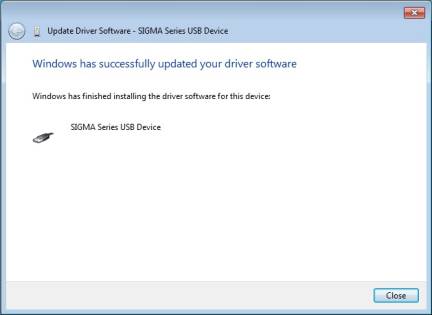 Update Driver Software - SIGMA Series USB Device
Windows has successfully updated your driver software
Windows has finished installing the driver software for this device:
SIGMA Series USB Device
Close